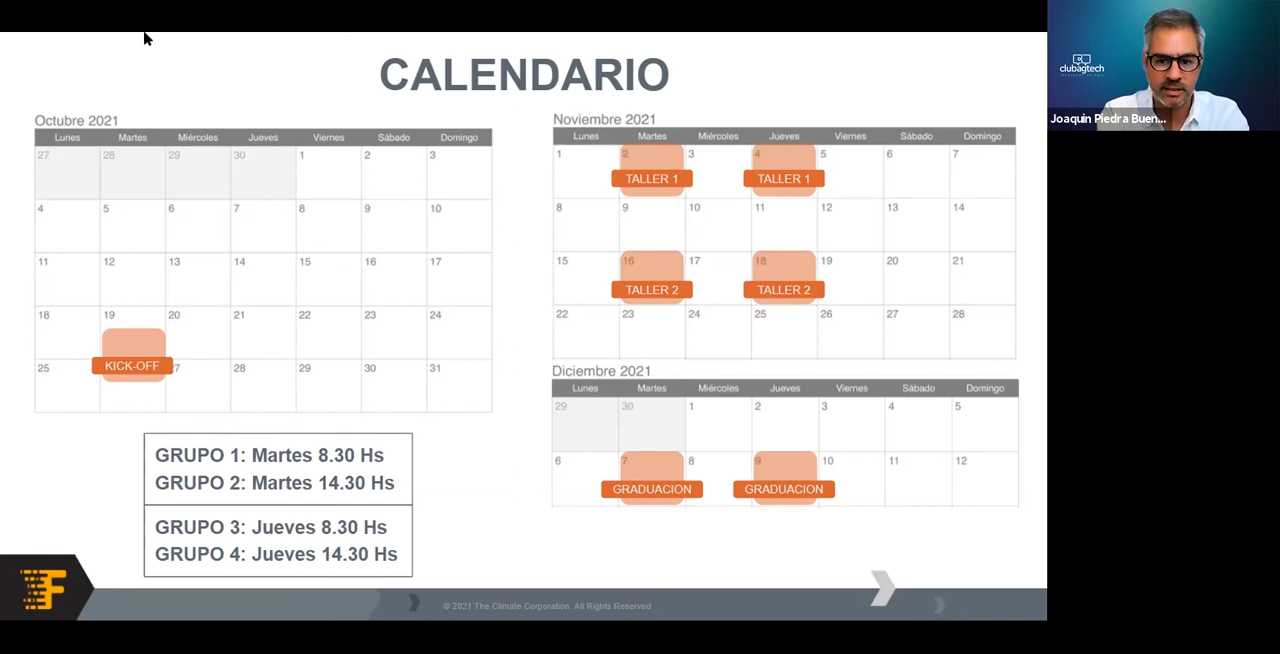 CALENDARIO
Octubre 2021
Lunes Martes Miércoles Jueves Viernes Sábado Domingo
27 28 29 30 1 2 3
4 5 6 7 8 9 10
11 12 13 14 15 16 17
18 19 20 21 22 23 24
KICK-OFF
25 7 28 29 30 31
Noviembre 2021
Lunes Martes Miércoles Jueves Viernes Sábado Domingo
1 2 3 4 5 6 7
TALLER 1 TALLER 1
8 9 10 11 12 13 14
15 16 17 18 19 20 21
TALLER 2 TALLER 2
22 23 24 25 26 27 28
Diciembre 2021
Lunes Martes Miércoles Jueves Viernes Sábado Domingo
29 30 1 2 3 4 5
6 7 8 9 10 11 12
GRADUACION GRADUACION
GRUPO 1: Martes 8.30 Hs
GRUPO 2: Martes 14.30 Hs
GRUPO 3: Jueves 8.30 Hs
GRUPO 4: Jueves 14.30 Hs
F
© 2021 The Climate Corporation. All Rights Reserved
clubagtech
Joaquin Piedra Buen...